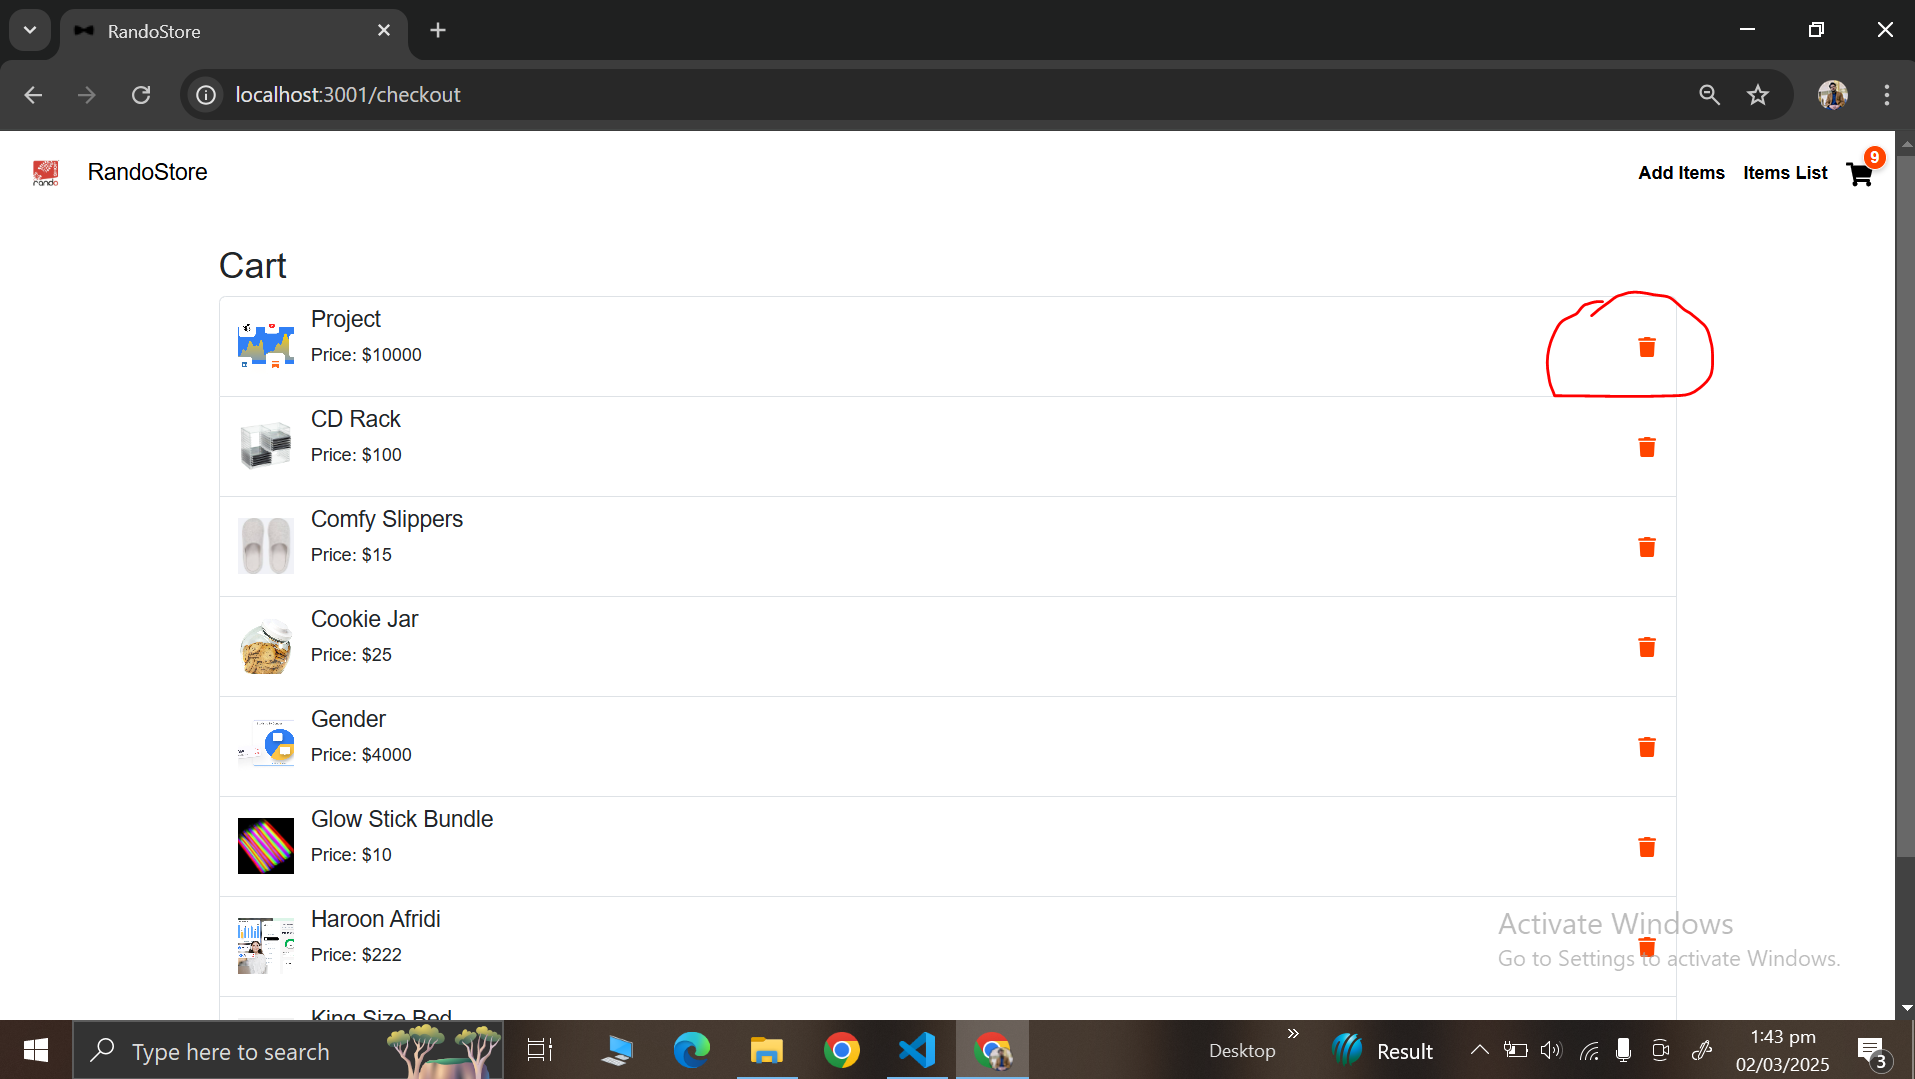 RandoStore
localhost:3001/checkout
rando
RandoStore
Add Items
Items List
9
Cart
Project
Price: $10000
CD Rack
Price: $100
Comfy Slippers
Price: $15
Cookie Jar
Price: $25
Gender
Price: $4000
Glow Stick Bundle
Price: $10
Haroon Afridi
Price: $222
King Size Bed
Activate Windows
Go to Settings to activate Windows.
Type here to search
Desktop
Result
1:43 pm
02/03/2025
3